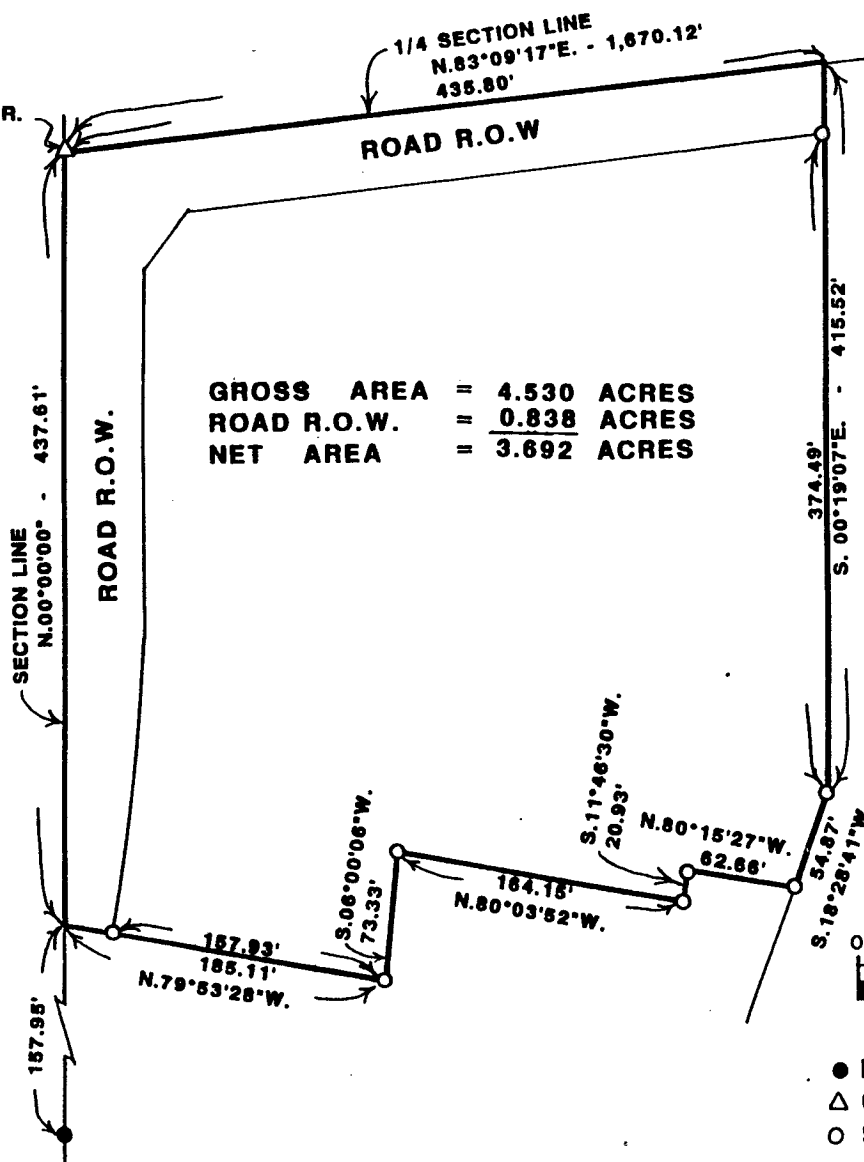 1/4 SECTION LINE
N.83°09'17"E. - 1,670.12'
435.80'
R.
ROAD R.O.W
GROSS AREA = 4.530 ACRES
ROAD R.O.W. = 0.838 ACRES
NET AREA = 3.692 ACRES
SECTION LINE
N.00°00'00" - 437.61'
ROAD R.O.W.
374.49'
S. 00°19'07"E. - 415.52'
S.11°46'30"W.
20.93'
N.80°15'27"W.
62.66'
54.87'
S.18°28'41"W.
S.06°00'06"W.
73.33'
164.15'
N.80°03'52"W.
157.93'
185.11'
N.79°53'28"W.
157.95'